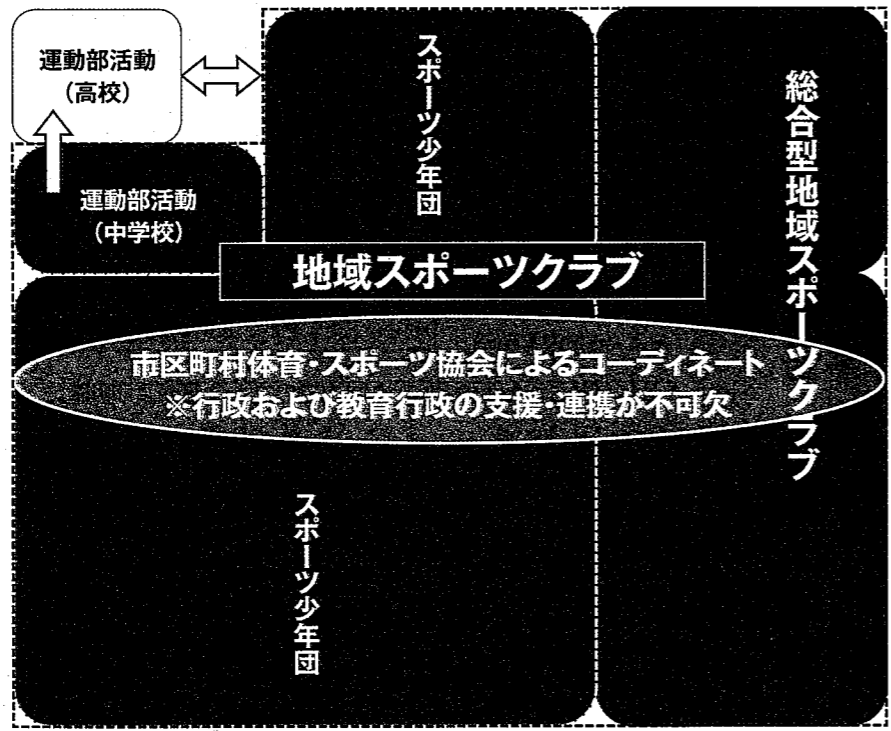 運動部活動
（高校）
運動部活動
（中学校）
スポーツ少年団
総合型地域スポーツクラブ
地域スポーツクラブ
市区町村体育・スポーツ協会によるコーディネート
※行政および教育行政の支援・連携が不可欠
スポーツ少年団